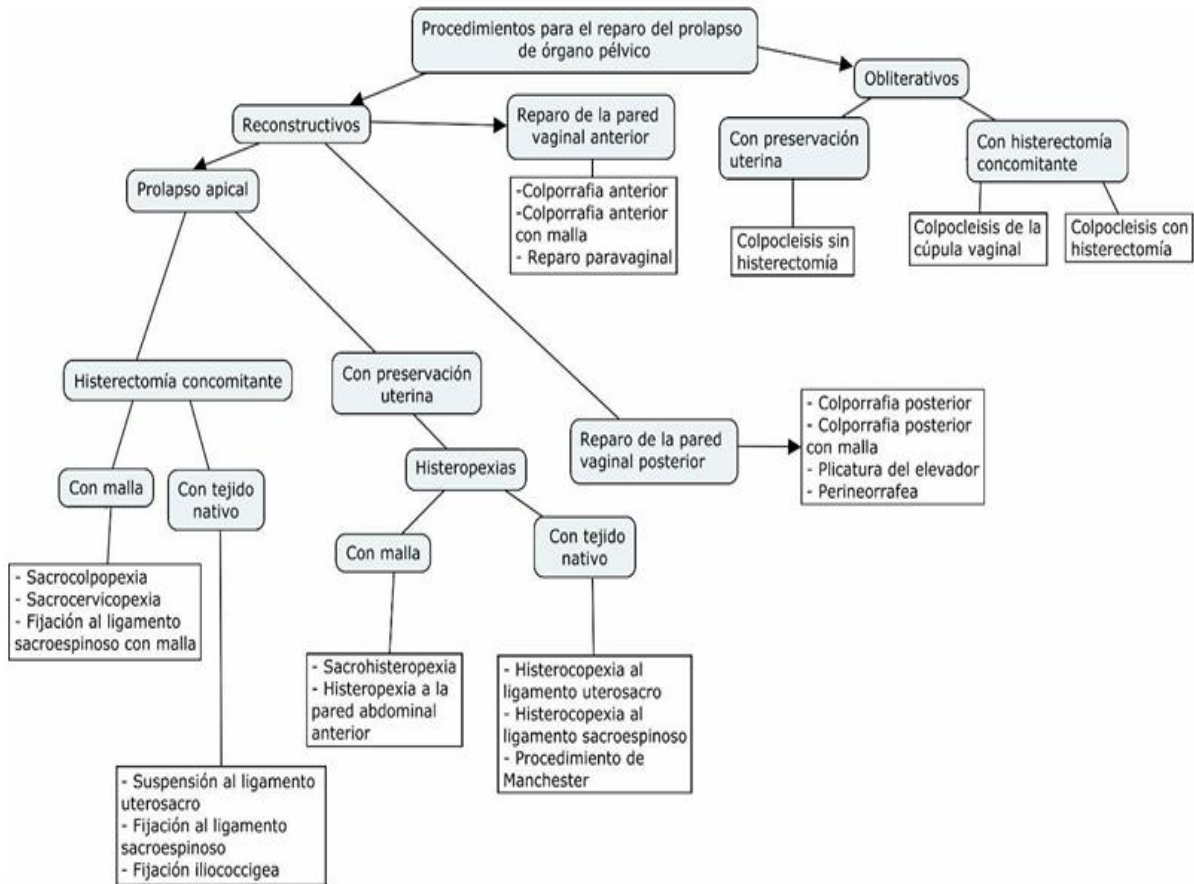 Procedimientos para el reparo del prolapso
de órgano pélvico
Obliterativos
Reconstructivos
Reparo de la pared
vaginal anterior
Con preservación
uterina
Con histerectomía
concomitante
Prolapso apical
-Colporrafia anterior
-Colporrafia anterior
con malla
- Reparo paravaginal
Colpocleisis sin
histerectomía
Colpocleisis de la
cúpula vaginal
Colpocleisis con
histerectomía
Histerectomía concomitante
Con preservación
uterina
Reparo de la pared
vaginal posterior
- Colporrafia posterior
- Colporrafia posterior
con malla
- Plicatura del elevador
- Perineorrafea
Histeropexias
Con malla
Con tejido
nativo
Con malla
Con tejido
nativo
- Sacrocolpopexia
- Sacrocervicopexia
- Fijación al ligamento
sacroespinoso con malla
- Sacrohisteropexia
- Histeropexia a la
pared abdominal
anterior
- Histerocopexia al
ligamento uterosacro
- Histerocopexia al
ligamento sacroespinoso
- Procedimiento de
Manchester
- Suspensión al ligamento
uterosacro
- Fijación al ligamento
sacroespinoso
- Fijación iliococcigea